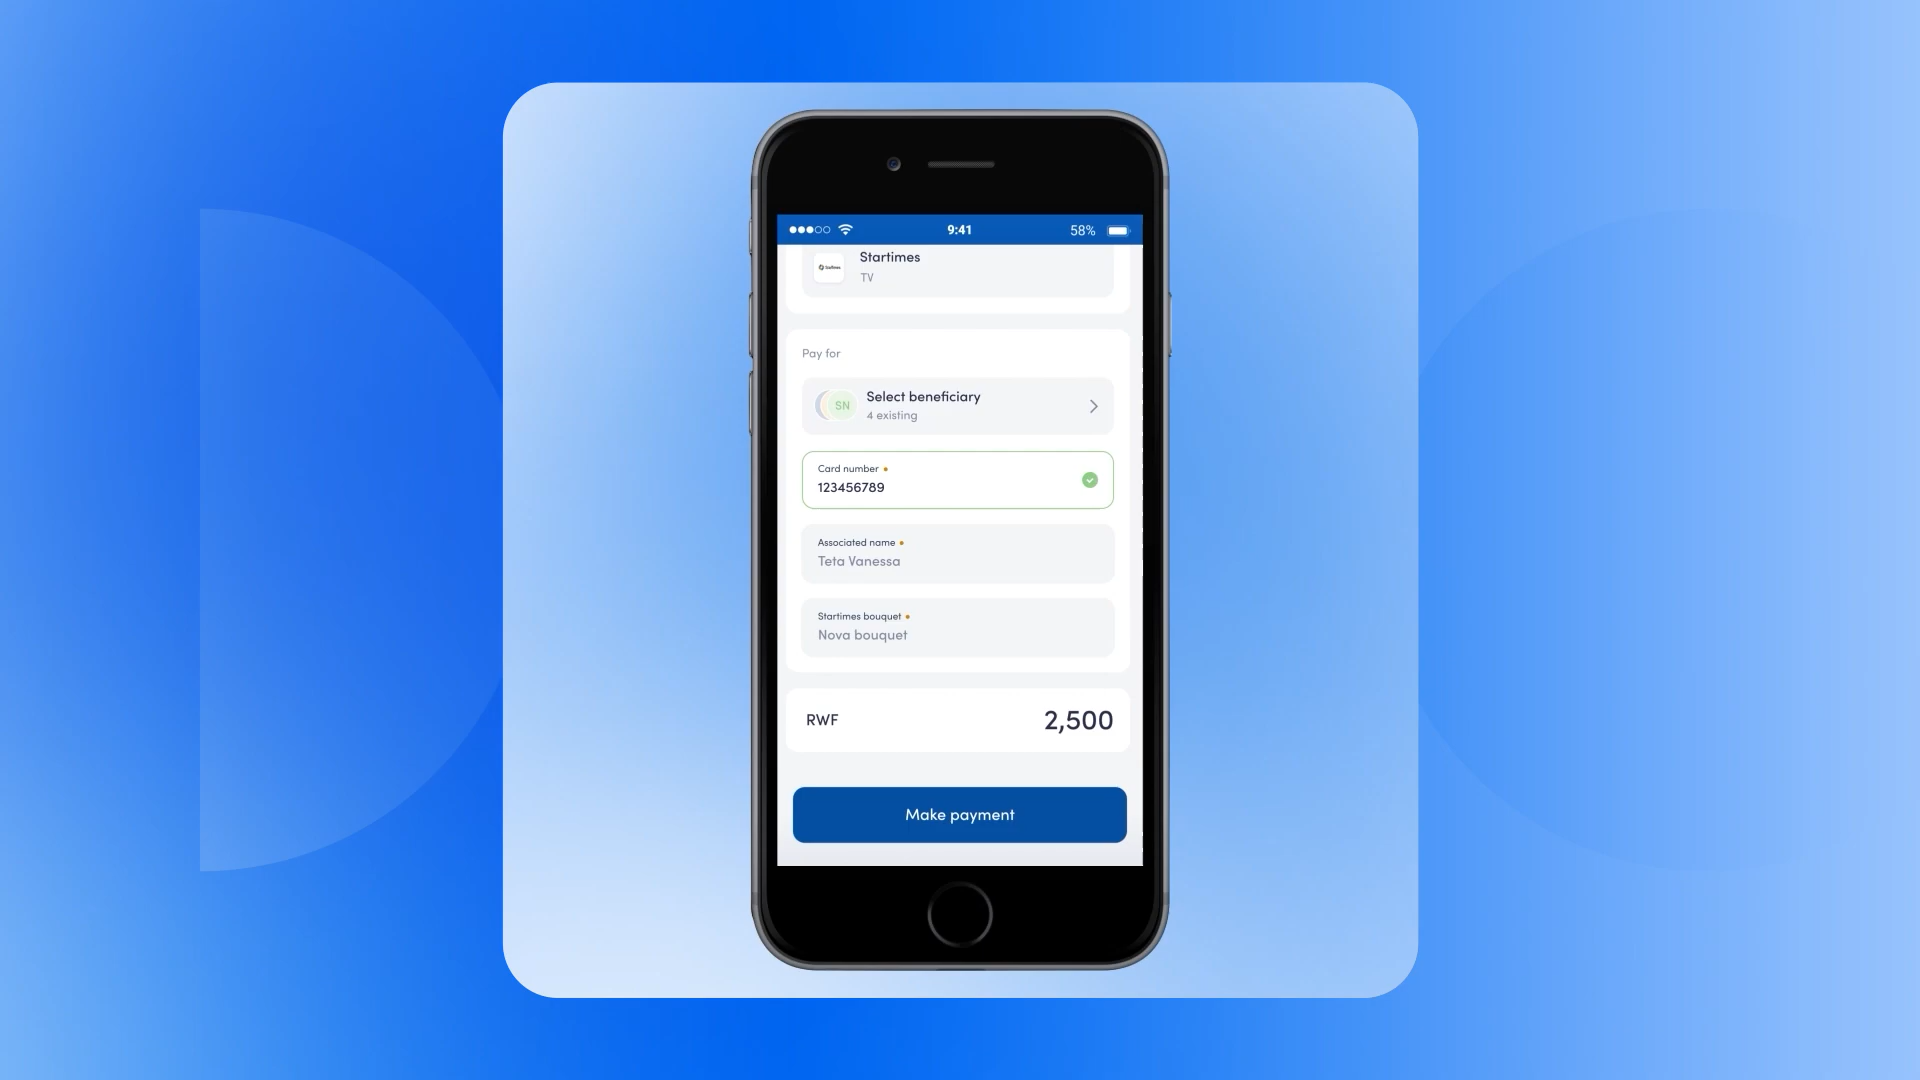 9:41
58%
Startimes
TV
Pay for
SN
Select beneficiary
4 existing
Card number
123456789
Associated name
Teta Vanessa
Startimes bouquet
Nova bouquet
RWF
2,500
Make payment